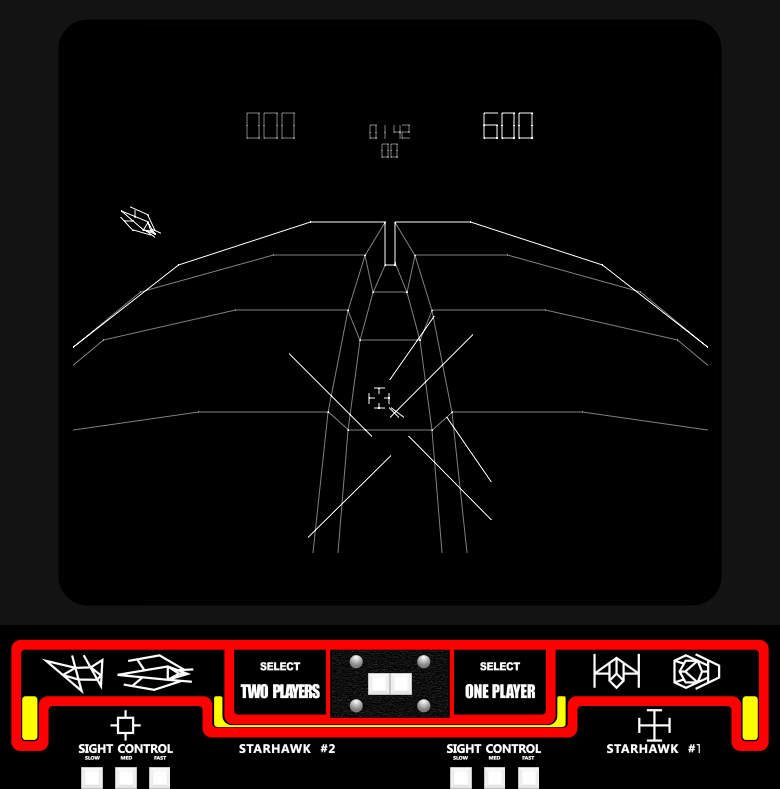 000 0142 600
00
SELECT SELECT
TWO PLAYERS ONE PLAYER
SIGHT CONTROL STARHAWK #2 SIGHT CONTROL STARHAWK #1
SLOW MED FAST SLOW MED FAST